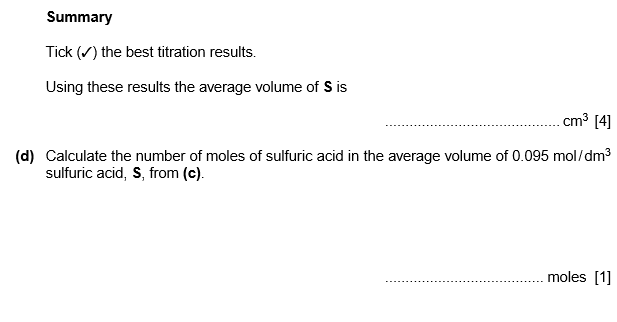 Summary
Tick (✓) the best titration results.
Using these results the average volume of S is
.......................................... cm³ [4]
(d) Calculate the number of moles of sulfuric acid in the average volume of 0.095 mol/dm³
sulfuric acid, S, from (c).
...................................... moles [1]